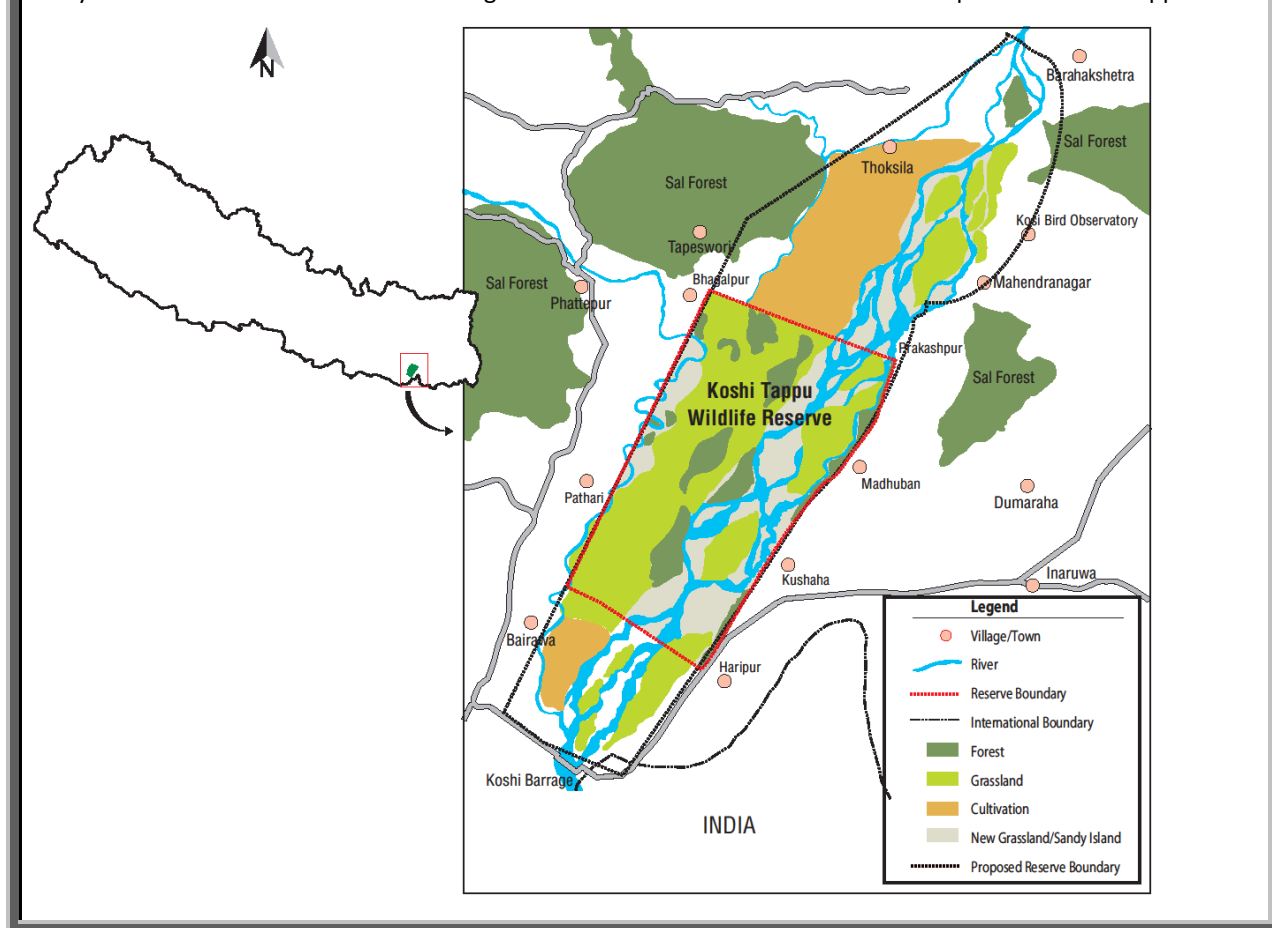 N
Barahakshetra
Sal Forest
Thoksila
Sal Forest
Kosi Bird Observatory
Tapeswori
Sal Forest
Bhagalpur
Mahendranagar
Phattepur
Prakashpur
Sal Forest
Koshi Tappu
Wildlife Reserve
Madhuban
Pathari
Dumaraha
Inaruwa
Kushaha
Bairawa
Haripur
Koshi Barrage
INDIA
Legend
Village/Town
River
Reserve Boundary
International Boundary
Forest
Grassland
Cultivation
New Grassland/Sandy Island
Proposed Reserve Boundary